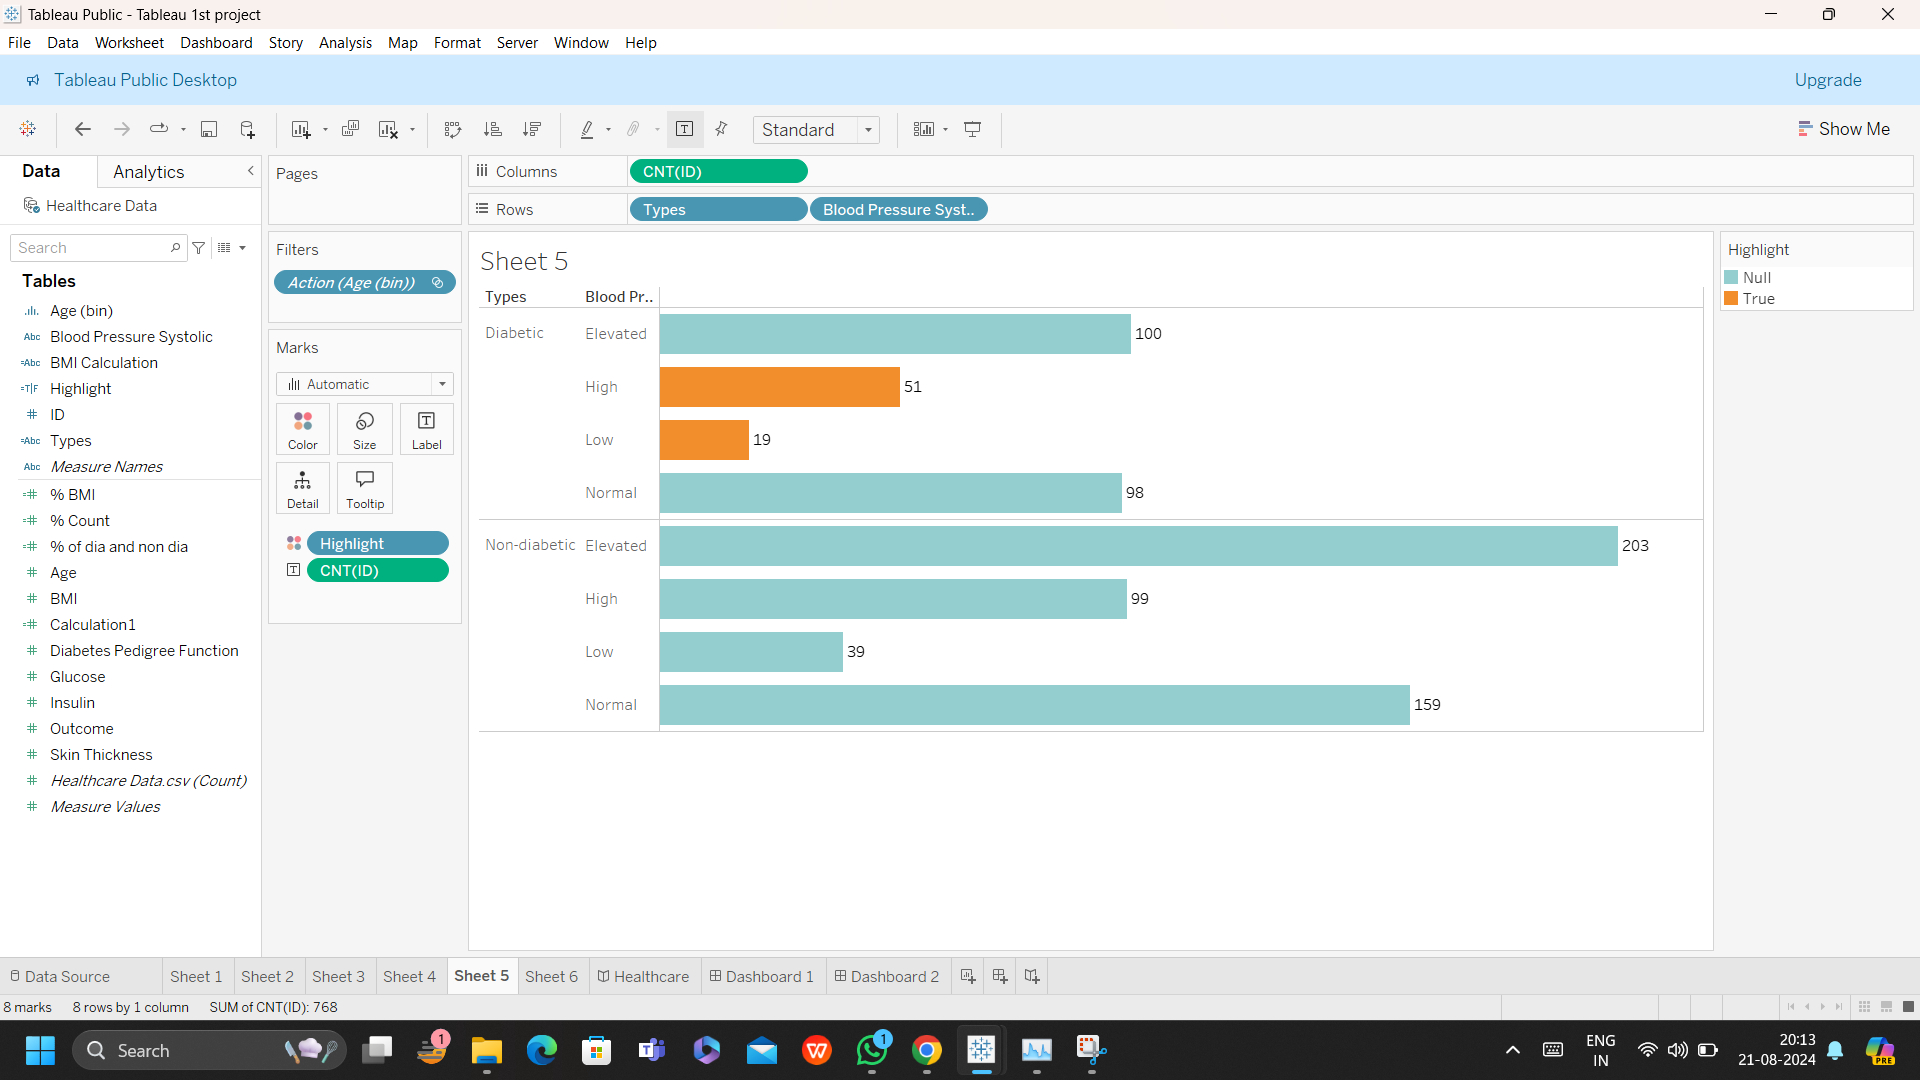 Tableau Public - Tableau 1st project
File Data Worksheet Dashboard Story Analysis Map Format Server Window Help
Tableau Public Desktop
Upgrade
Standard
Show Me
Data
Analytics
Healthcare Data
Search
Tables
Age (bin)
Abc Blood Pressure Systolic
=Abc BMI Calculation
=T|F Highlight
# ID
=Abc Types
Abc Measure Names
=# % BMI
=# % Count
=# % of dia and non dia
# Age
# BMI
=# Calculation1
# Diabetes Pedigree Function
# Glucose
# Insulin
# Outcome
# Skin Thickness
# Healthcare Data.csv (Count)
# Measure Values
Pages
Filters
Action (Age (bin))
Marks
Automatic
Color
Size
Label
Detail
Tooltip
Highlight
CNT(ID)
Columns
CNT(ID)
Rows
Types
Blood Pressure Syst..
Sheet 5
Types Blood Pr..
Diabetic Elevated 100
High 51
Low 19
Normal 98
Non-diabetic Elevated 203
High 99
Low 39
Normal 159
Highlight
Null
True
Data Source
Sheet 1
Sheet 2
Sheet 3
Sheet 4
Sheet 5
Sheet 6
Healthcare
Dashboard 1
Dashboard 2
8 marks 8 rows by 1 column SUM of CNT(ID): 768
Search
1
W
1
ENG
IN
20:13
21-08-2024
PRE